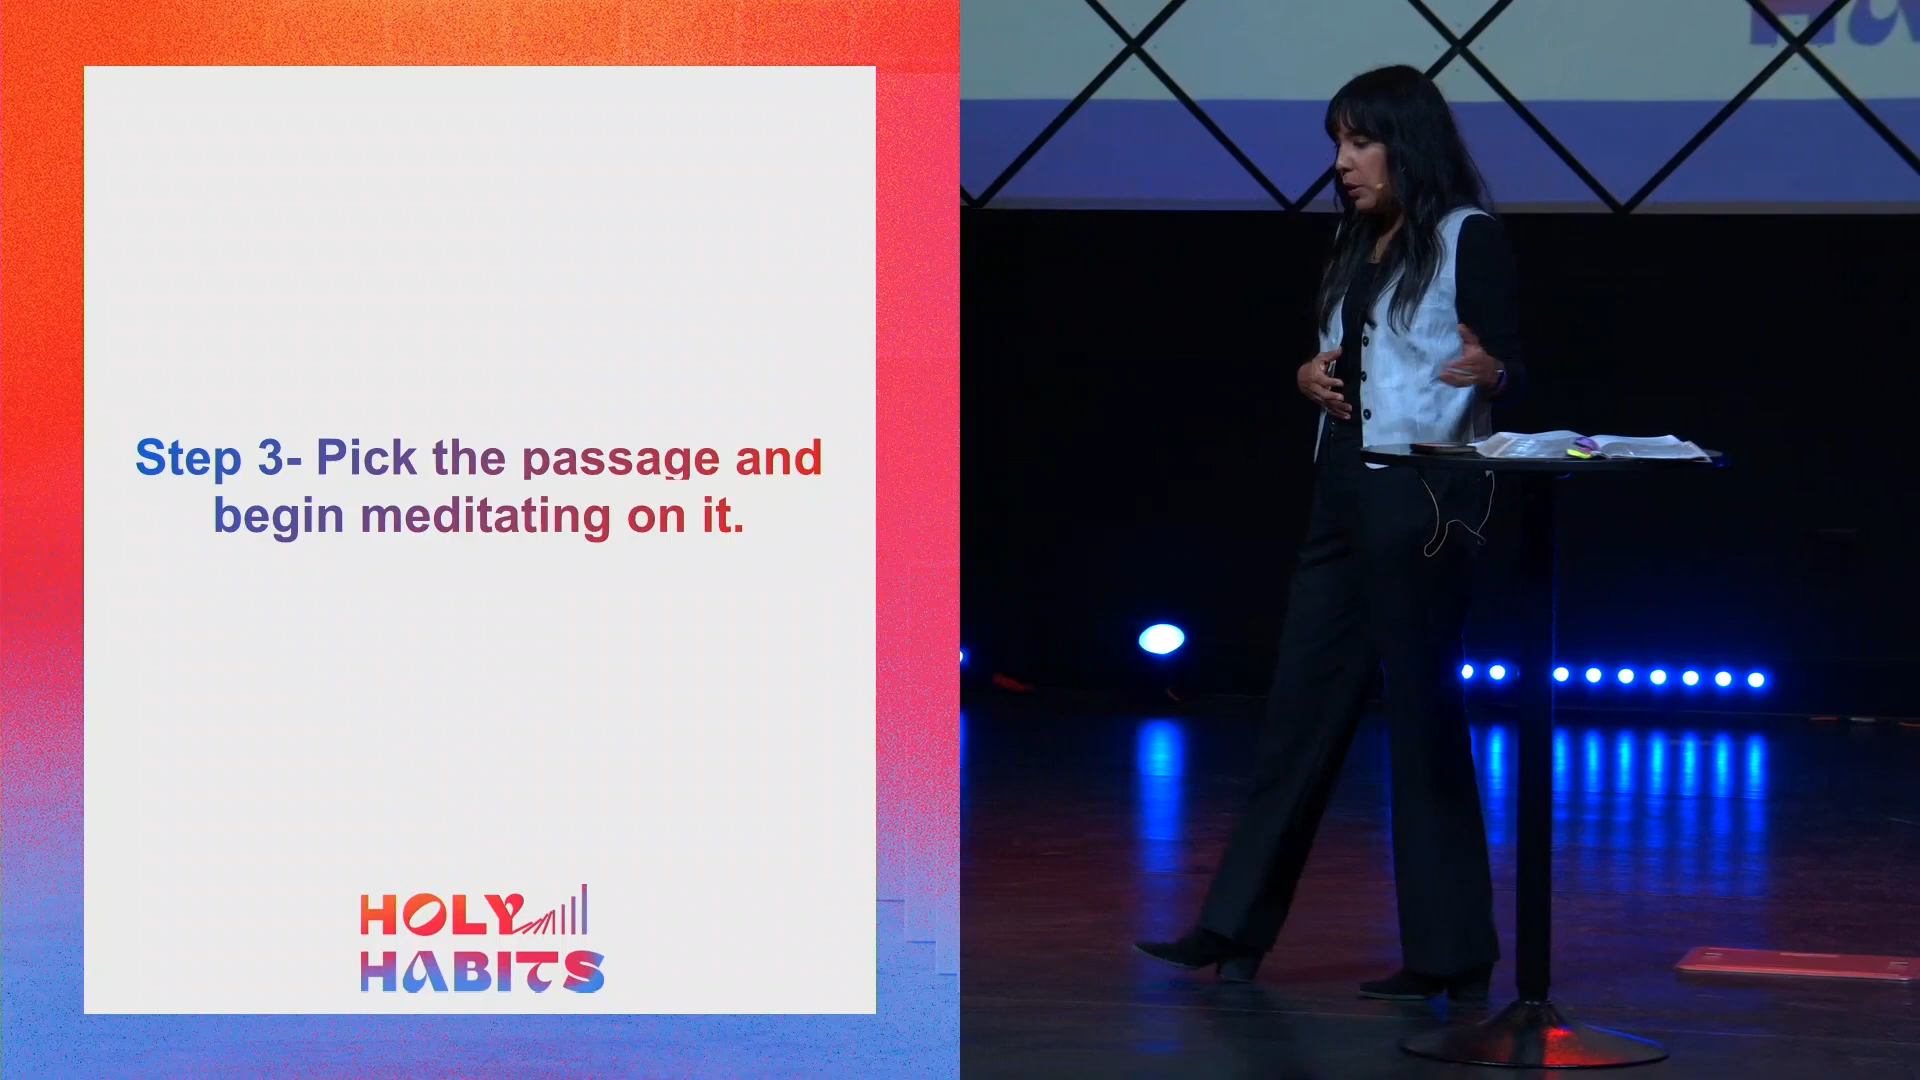 Step 3- Pick the passage and
begin meditating on it.
HOLY
HABITS